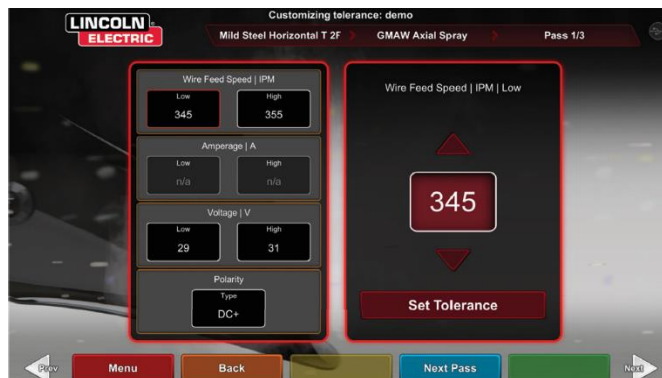 LINCOLN
ELECTRIC
Customizing tolerance: demo
Mild Steel Horizontal T 2F
GMAW Axial Spray
Pass 1/3
Wire Feed Speed | IPM
Low
High
345
355
Amperage | A
Low
High
n/a
n/a
Voltage | V
Low
High
29
31
Polarity
Type
DC+
Wire Feed Speed | IPM | Low
345
Set Tolerance
Prev
Menu
Back
Next Pass
Next